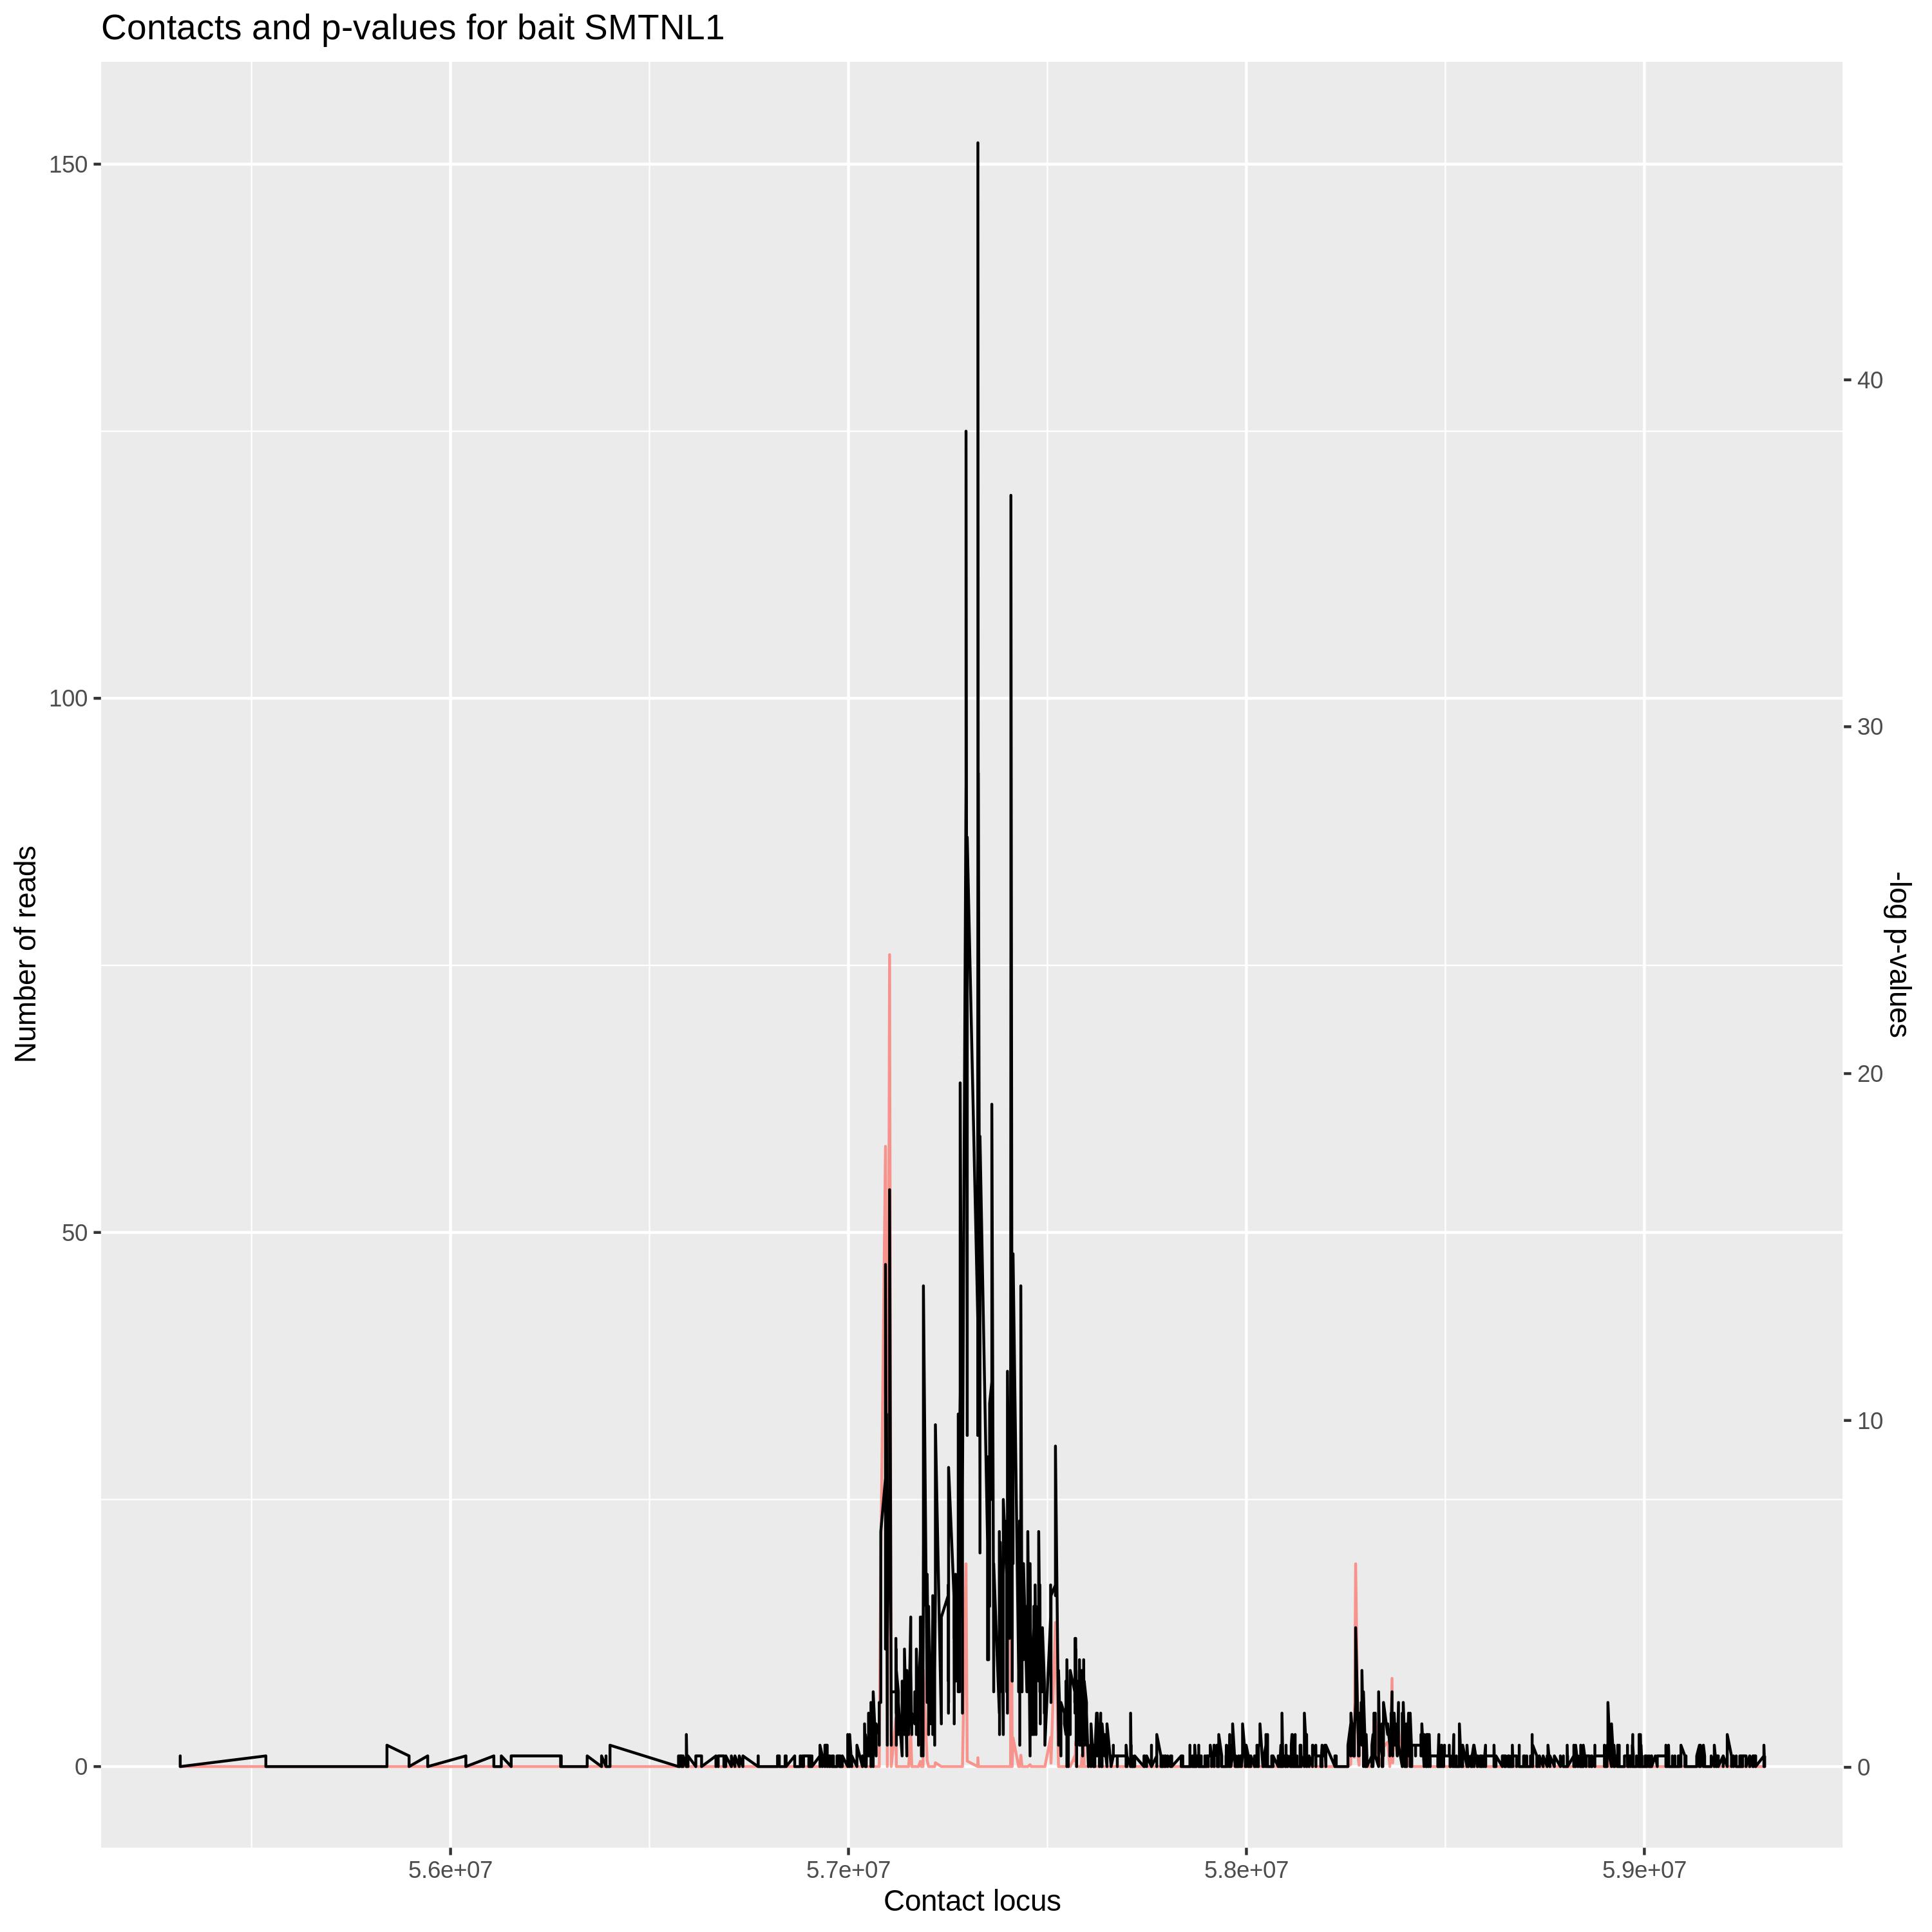 Contacts and p-values for bait SMTNL1
150
100
50
0
Number of reads
40
30
20
10
0
-log p-values
5.6e+07 5.7e+07 5.8e+07 5.9e+07
Contact locus